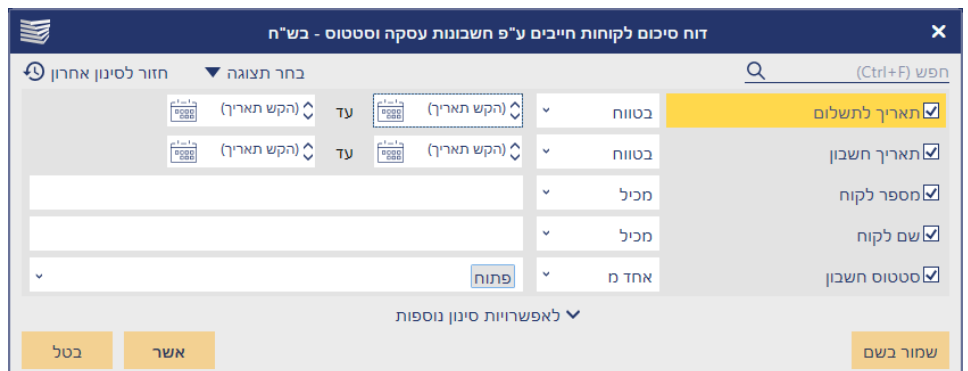 דוח סיכום לקוחות חייבים ע"פ חשבונות עסקה וסטטוס - בש"ח
חפש (Ctrl+F) בחר תצוגה חזור לסינון אחרון
תאריך לתשלום בטווח (הקש תאריך) עד (הקש תאריך)
תאריך חשבון בטווח (הקש תאריך) עד (הקש תאריך)
מספר לקוח מכיל
שם לקוח מכיל
סטטוס חשבון אחד מ פתוח
לאפשרויות סינון נוספות
שמור בשם אשר בטל